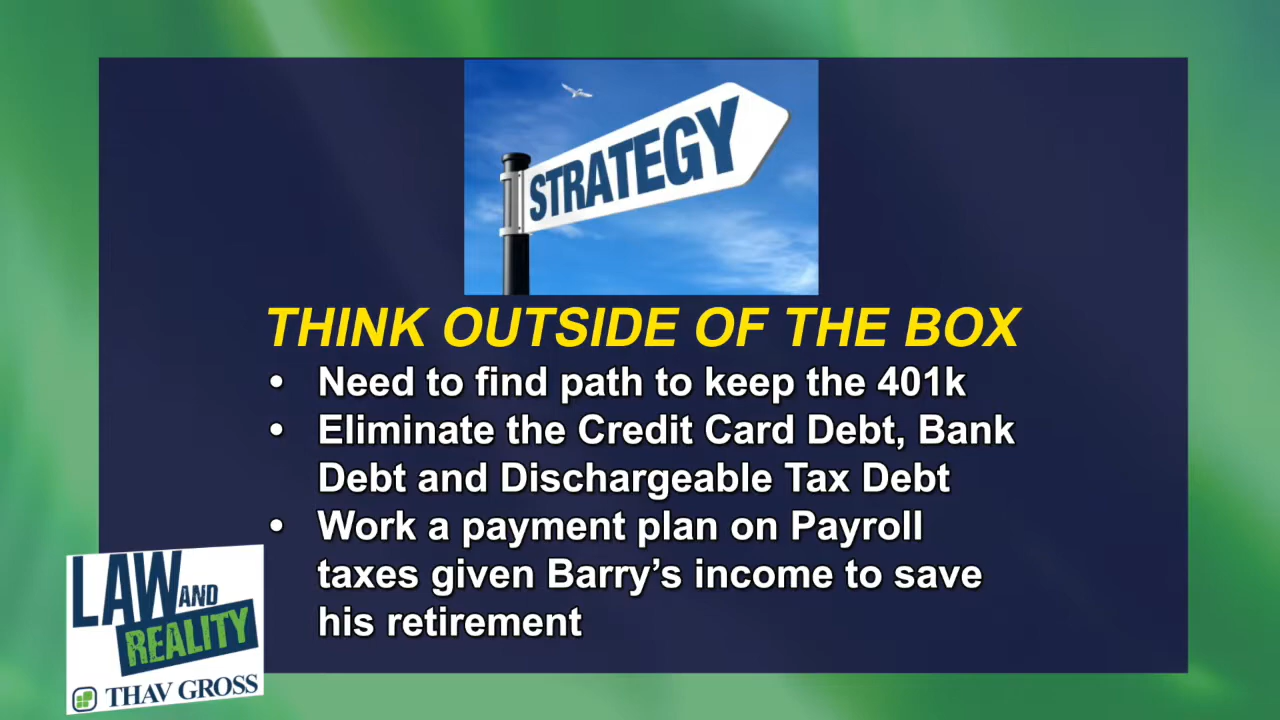 STRATEGY
THINK OUTSIDE OF THE BOX
• Need to find path to keep the 401k
• Eliminate the Credit Card Debt, Bank
Debt and Dischargeable Tax Debt
• Work a payment plan on Payroll
taxes given Barry’s income to save
his retirement
LAW AND
REALITY
THAV GROSS